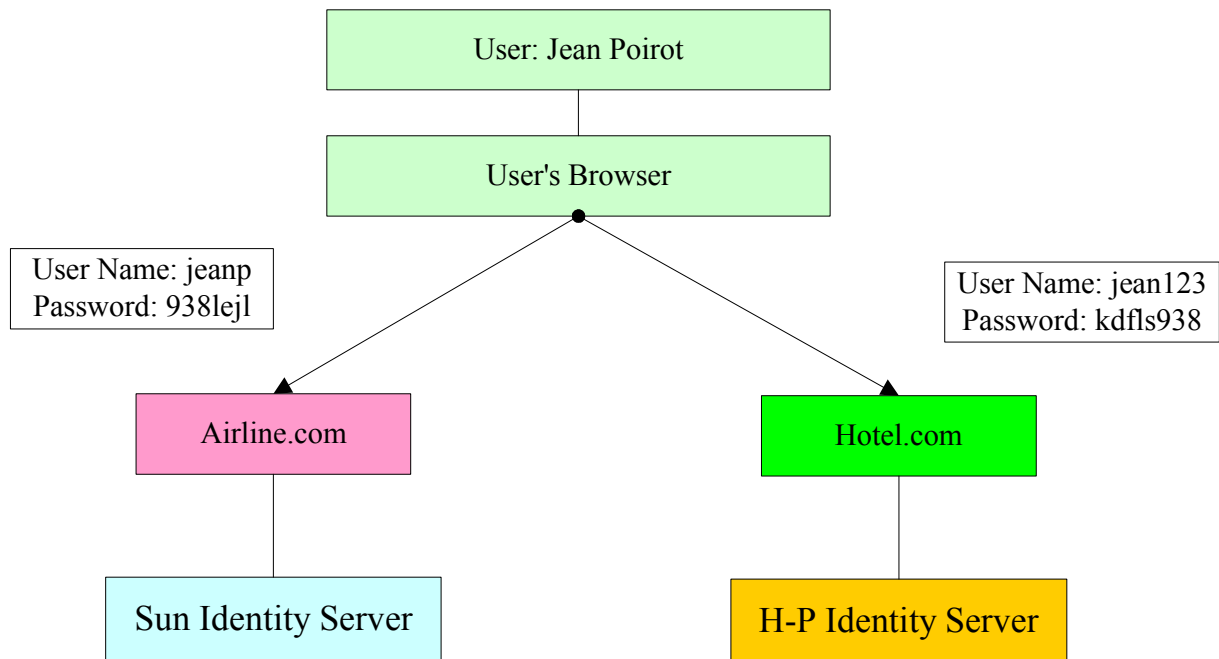 User: Jean Poirot
User's Browser
User Name: jeanp
Password: 938lejl
User Name: jean123
Password: kdfls938
Airline.com
Hotel.com
Sun Identity Server
H-P Identity Server